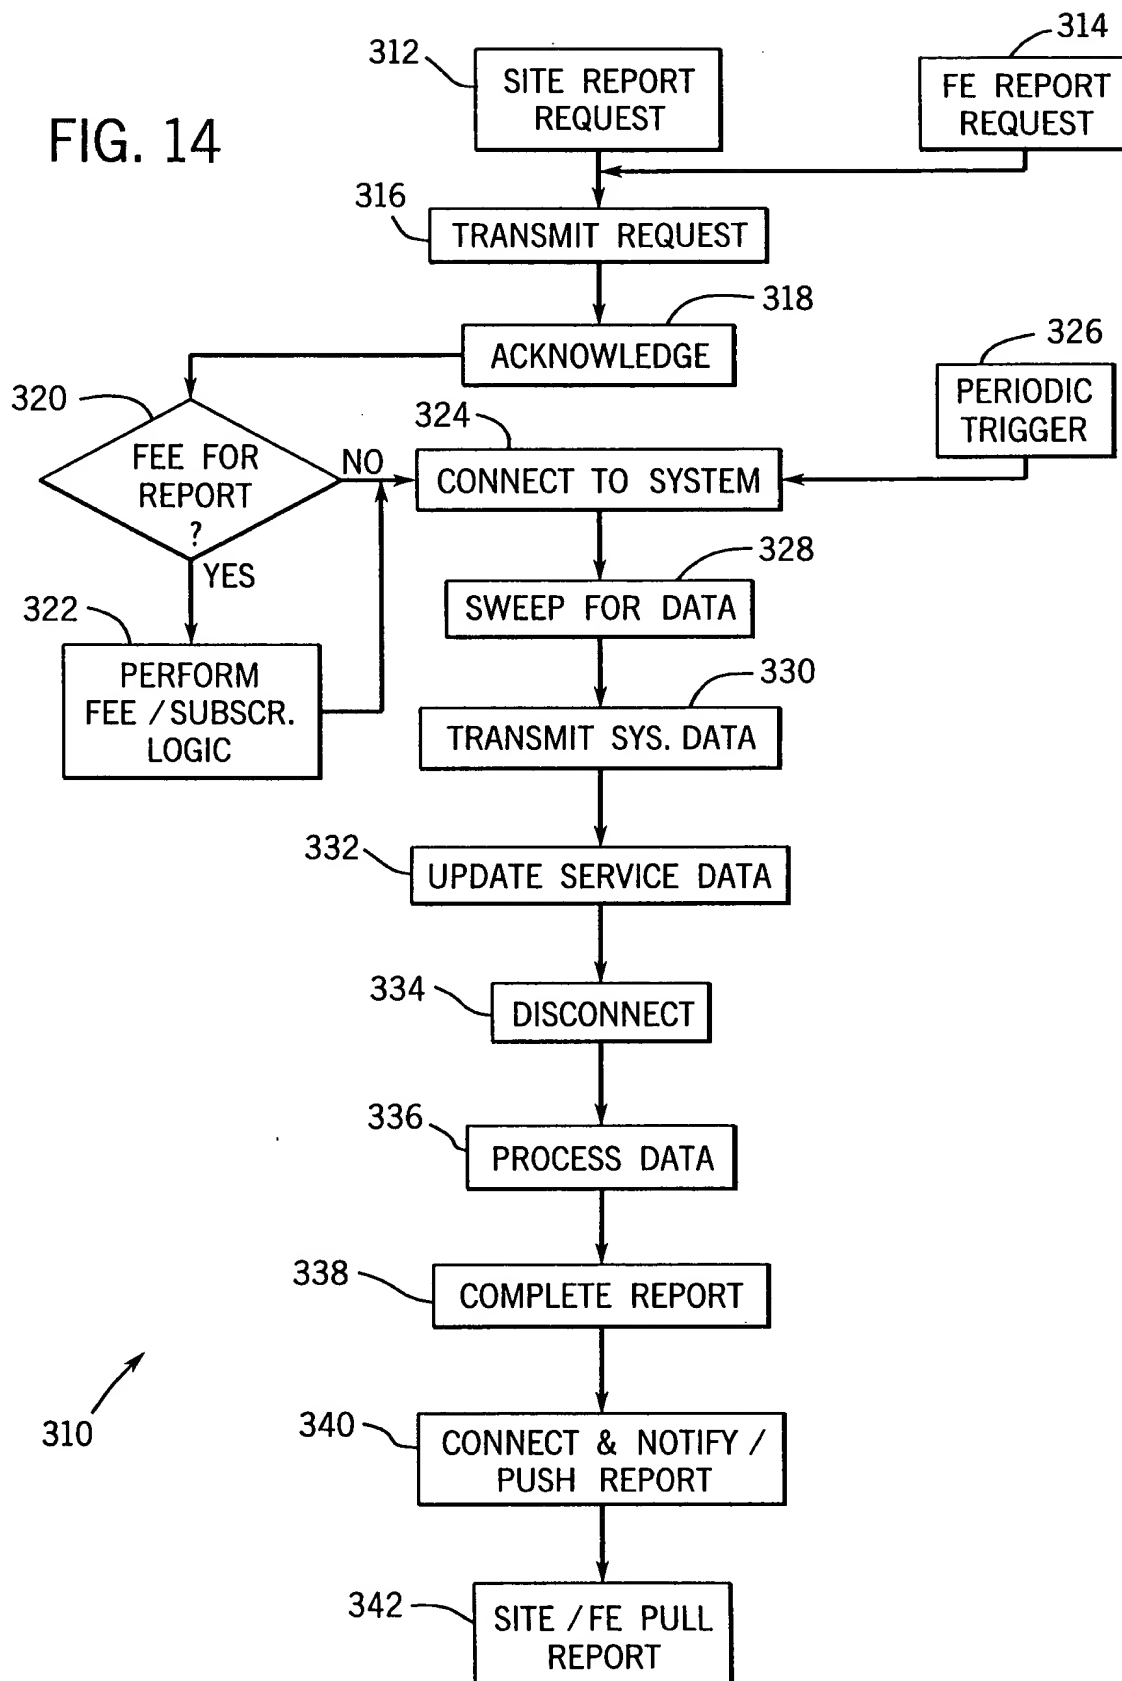 FIG. 14
312
SITE REPORT
REQUEST
314
FE REPORT
REQUEST
316
TRANSMIT REQUEST
318
ACKNOWLEDGE
320
FEE FOR
REPORT
?
NO
YES
322
PERFORM
FEE / SUBSCR.
LOGIC
324
CONNECT TO SYSTEM
326
PERIODIC
TRIGGER
328
SWEEP FOR DATA
330
TRANSMIT SYS. DATA
332
UPDATE SERVICE DATA
334
DISCONNECT
336
PROCESS DATA
338
COMPLETE REPORT
310
340
CONNECT & NOTIFY /
PUSH REPORT
342
SITE / FE PULL
REPORT